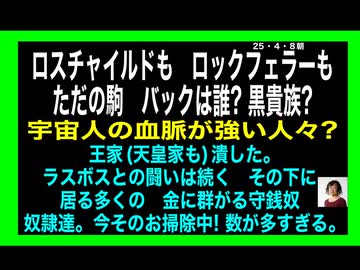 25・4・8朝
ロスチャイルドも ロックフェラーも
ただの駒 バックは誰? 黒貴族?
宇宙人の血脈が強い人々?
王家(天皇家も)潰した。
ラスボスとの闘いは続く その下に
居る多くの 金に群がる守銭奴
奴隷達。今そのお掃除中! 数が多すぎる。